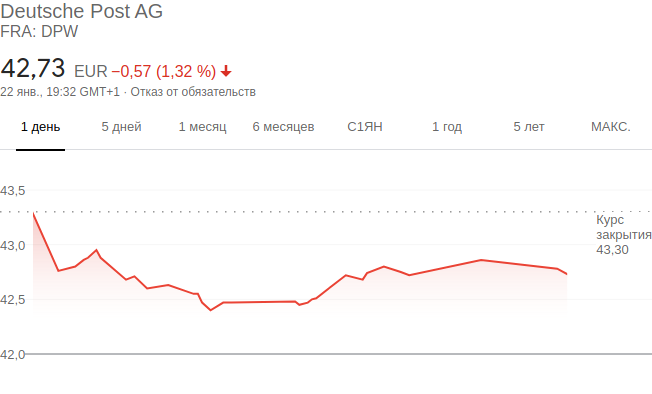 Deutsche Post AG
FRA: DPW
42,73 EUR −0,57 (1,32 %)
22 янв., 19:32 GMT+1 · Отказ от обязательств
1 день 5 дней 1 месяц 6 месяцев С1ЯН 1 год 5 лет МАКС.
43,5
Курс
закрытия
43,30
43,0
42,5
42,0